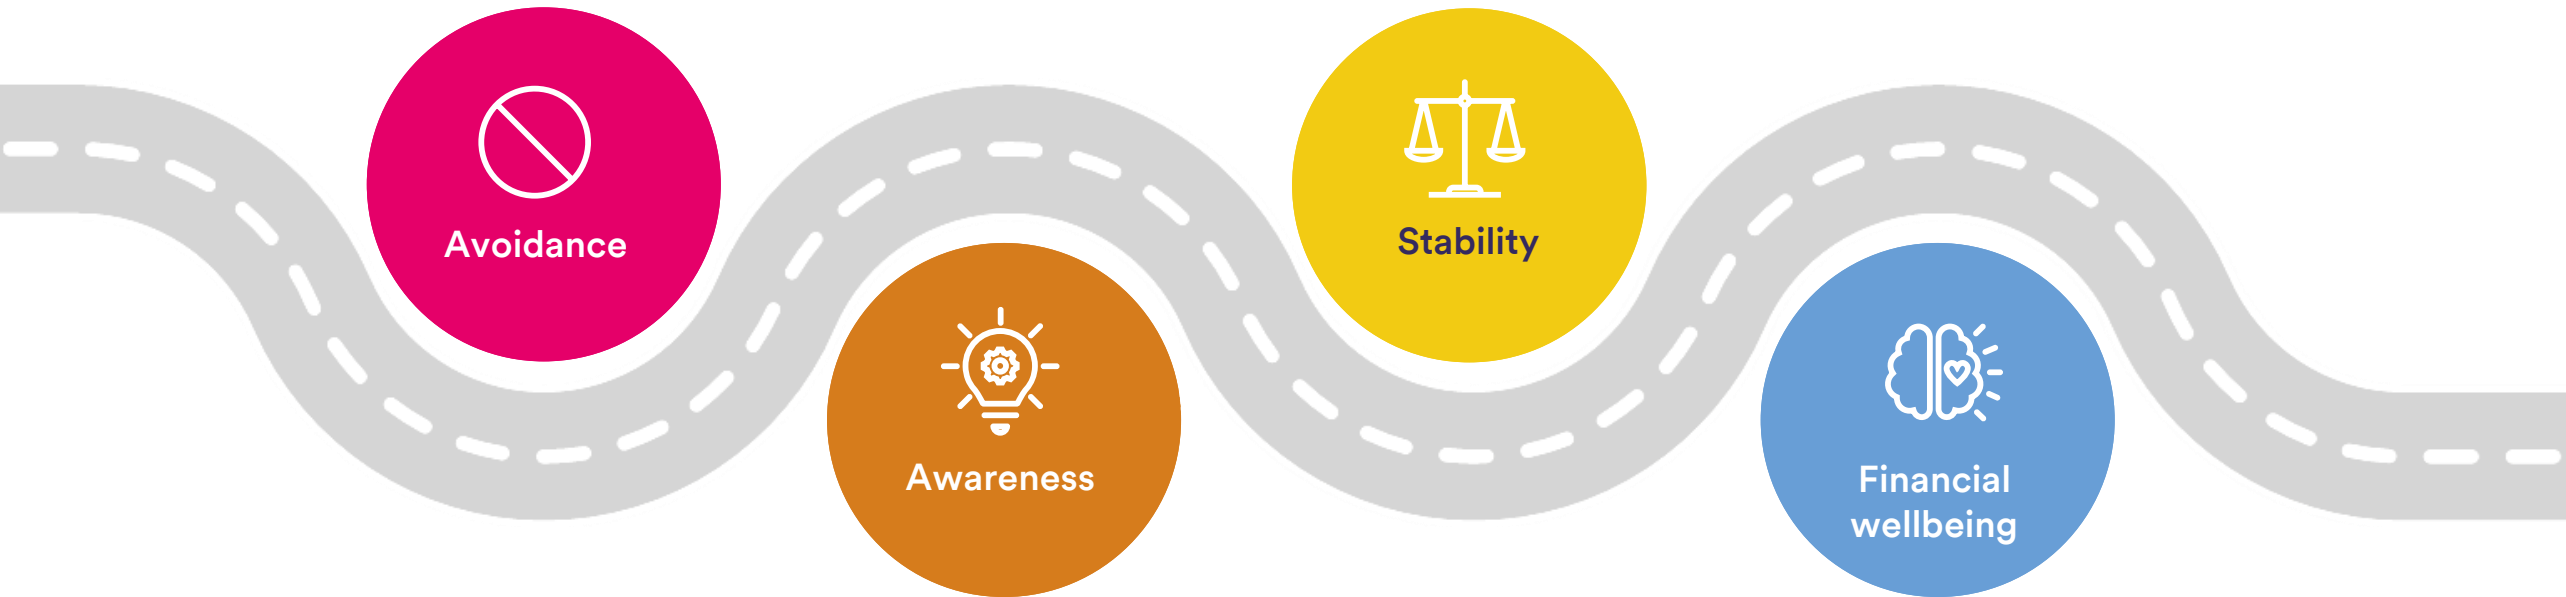 Avoidance
Awareness
Stability
Financial
wellbeing